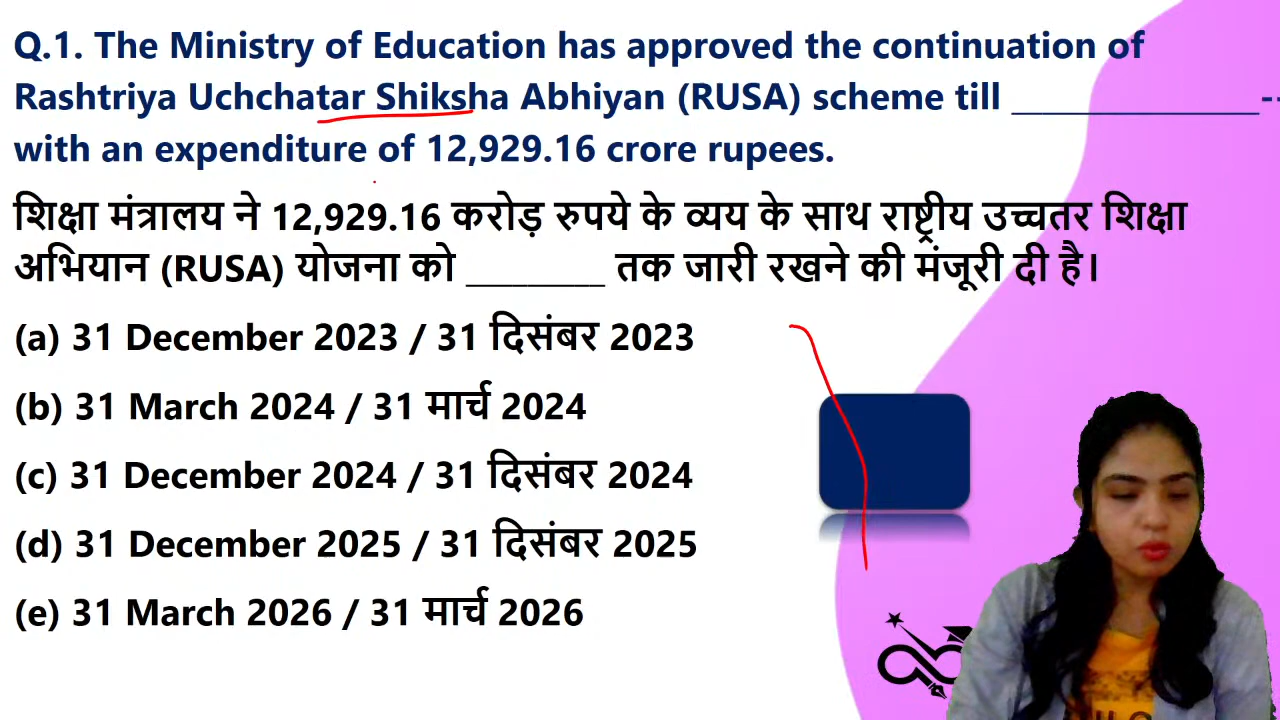 Q.1. The Ministry of Education has approved the continuation of
Rashtriya Uchchatar Shiksha Abhiyan (RUSA) scheme till ________________--
with an expenditure of 12,929.16 crore rupees.
शिक्षा मंत्रालय ने 12,929.16 करोड़ रुपये के व्यय के साथ राष्ट्रीय उच्चतर शिक्षा
अभियान (RUSA) योजना को _________ तक जारी रखने की मंजूरी दी है।
(a) 31 December 2023 / 31 दिसंबर 2023
(b) 31 March 2024 / 31 मार्च 2024
(c) 31 December 2024 / 31 दिसंबर 2024
(d) 31 December 2025 / 31 दिसंबर 2025
(e) 31 March 2026 / 31 मार्च 2026